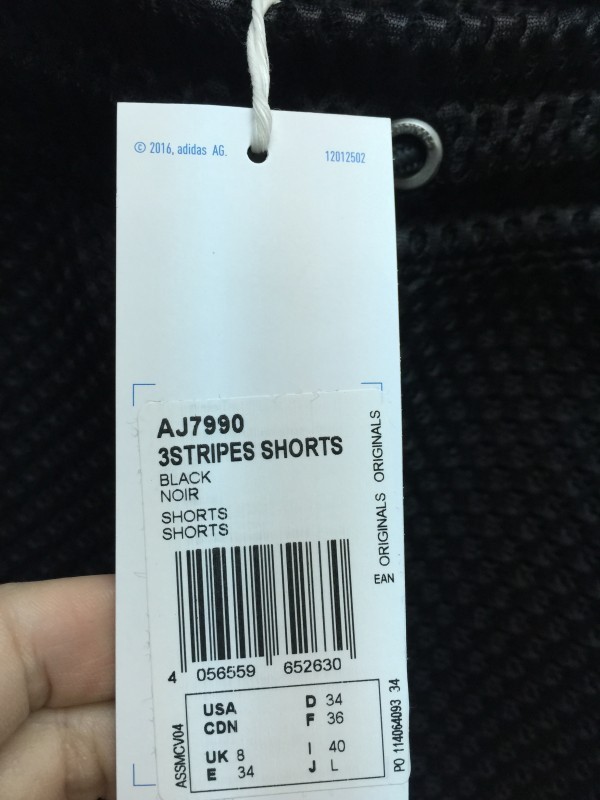 © 2016, adidas AG.
12012502
AJ7990
3STRIPES SHORTS
BLACK
NOIR
SHORTS
SHORTS
ORIGINALS ORIGINALS
EAN
4 056559 652630
USA
CDN
UK 8
E 34
D 34
F 36
I 40
J L
ASSMCV04
PO 114064093 34